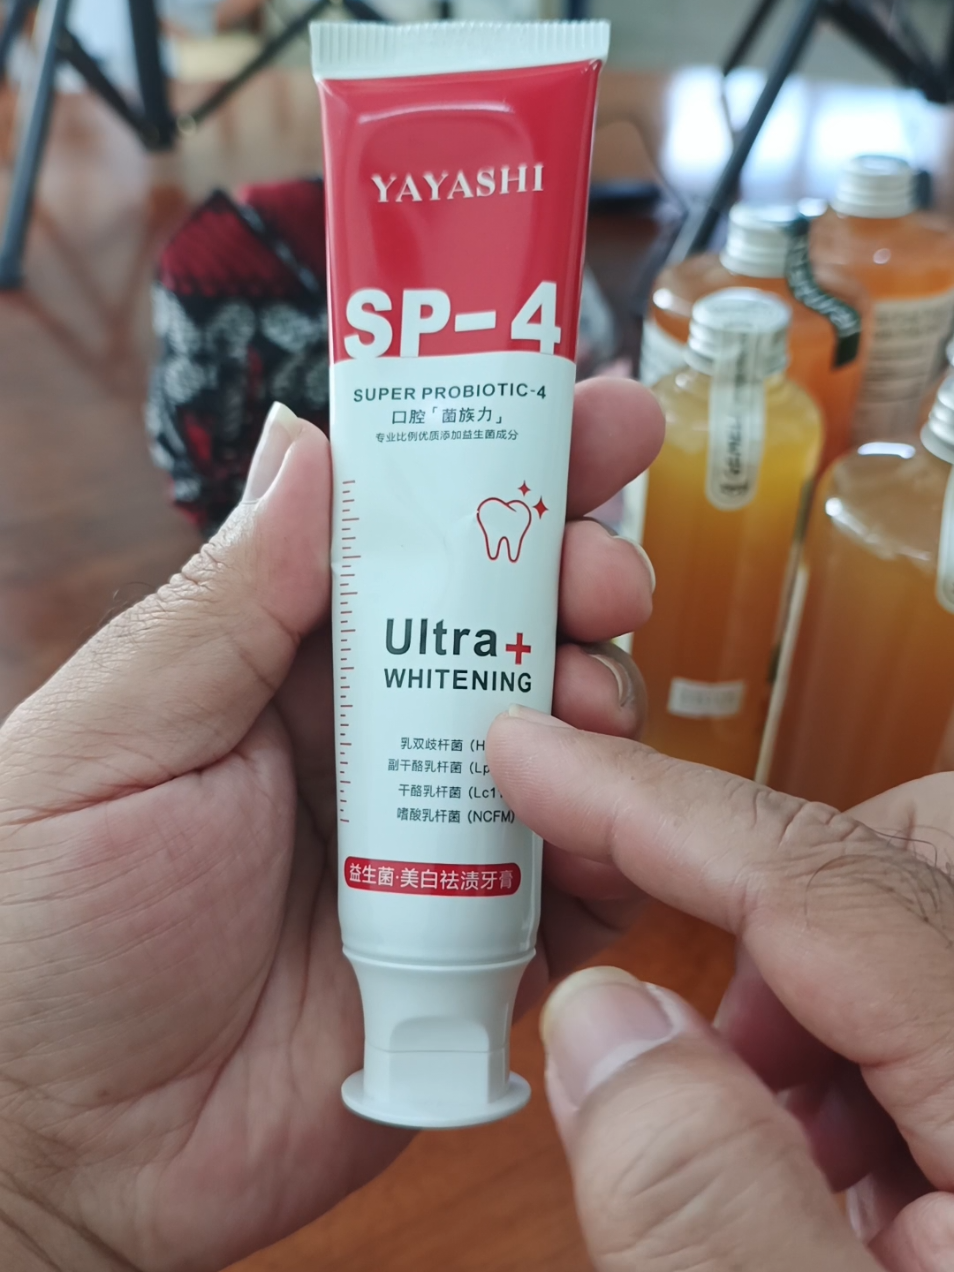 YAYASHI
SP-4
SUPER PROBIOTIC-4
口腔「菌族力」
专业比例优质添加益生菌成分
Ultra+
WHITENING
乳双歧杆菌（H
副干酪乳杆菌（Lp
干酪乳杆菌（Lc1
嗜酸乳杆菌（NCFM）
益生菌·美白祛渍牙膏